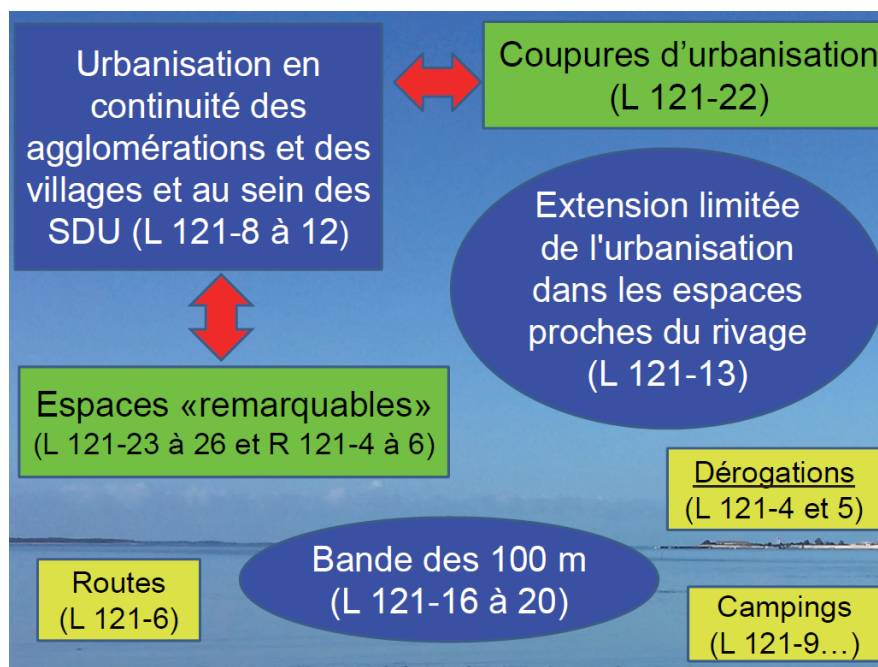 Urbanisation en
continuité des
agglomérations et des
villages et au sein des
SDU (L 121-8 à 12)
Coupures d’urbanisation
(L 121-22)
Extension limitée
de l'urbanisation
dans les espaces
proches du rivage
(L 121-13)
Espaces «remarquables»
(L 121-23 à 26 et R 121-4 à 6)
Dérogations
(L 121-4 et 5)
Bande des 100 m
(L 121-16 à 20)
Routes
(L 121-6)
Campings
(L 121-9…)